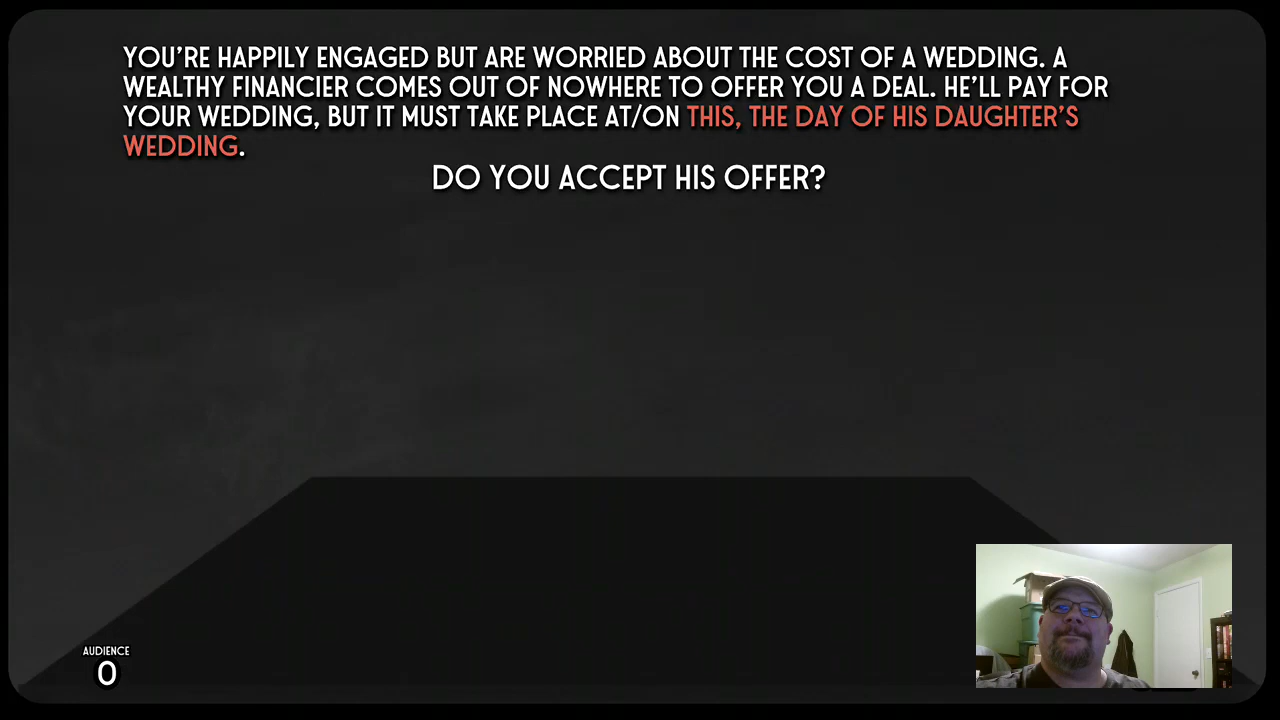 YOU'RE HAPPILY ENGAGED BUT ARE WORRIED ABOUT THE COST OF A WEDDING. A
WEALTHY FINANCIER COMES OUT OF NOWHERE TO OFFER YOU A DEAL. HE'LL PAY FOR
YOUR WEDDING, BUT IT MUST TAKE PLACE AT/ON THIS, THE DAY OF HIS DAUGHTER'S
WEDDING.
DO YOU ACCEPT HIS OFFER?
AUDIENCE
0